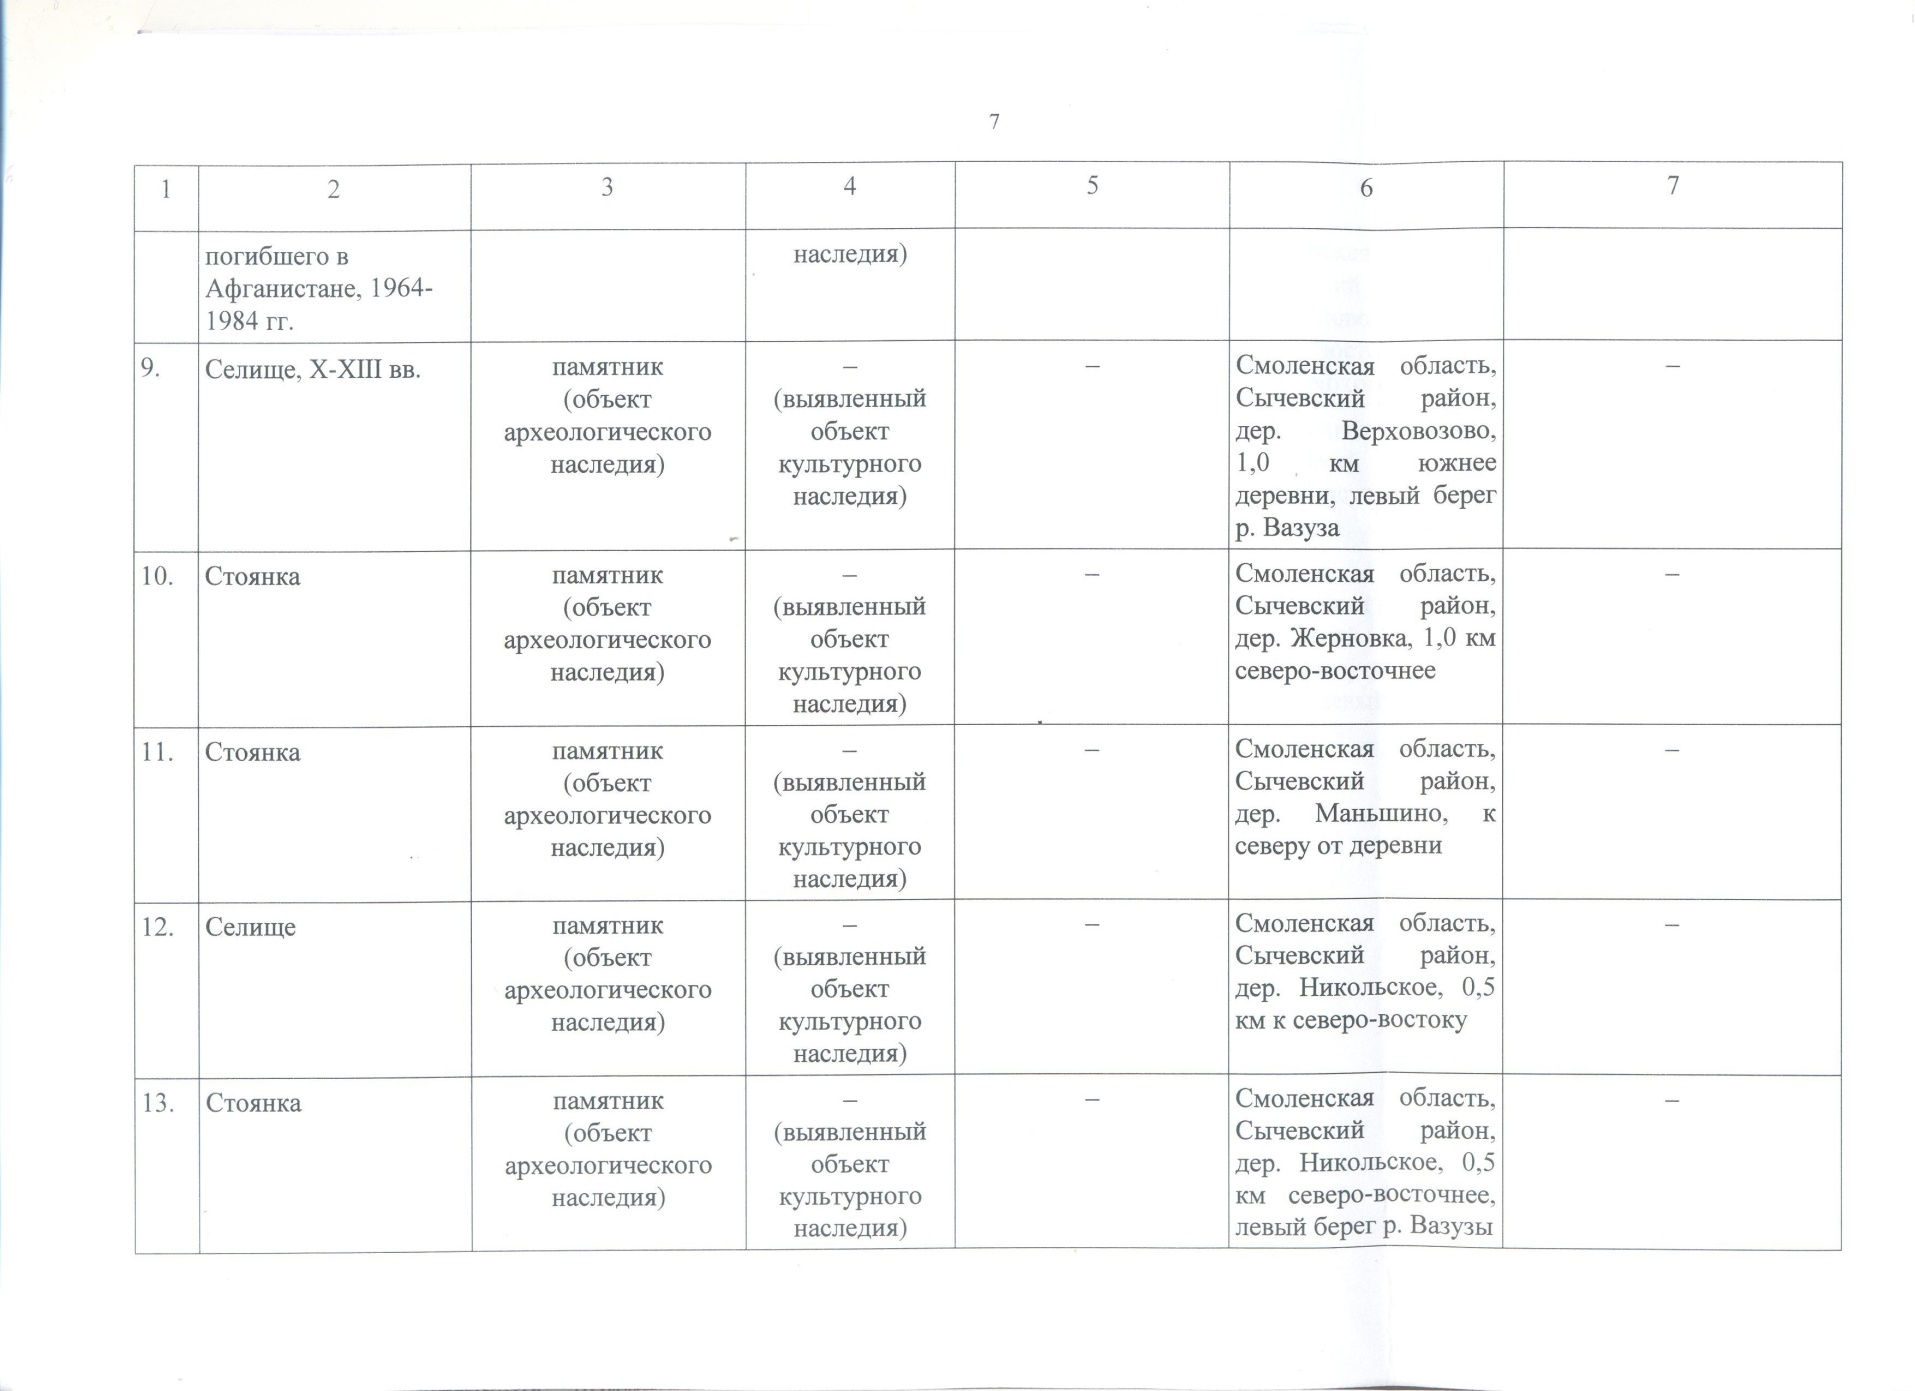 7
1 2 3 4 5 6 7
погибшего в
Афганистане, 1964-
1984 гг.
наследия)
9.
Селище, X-XIII вв.
памятник
(объект
археологического
наследия)
–
(выявленный
объект
культурного
наследия)
–
Смоленская область,
Сычевский район,
дер. Верховозово,
1,0 км южнее
деревни, левый берег
р. Вазуза
–
10.
Стоянка
памятник
(объект
археологического
наследия)
–
(выявленный
объект
культурного
наследия)
–
Смоленская область,
Сычевский район,
дер. Жерновка, 1,0 км
северо-восточнее
–
11.
Стоянка
памятник
(объект
археологического
наследия)
–
(выявленный
объект
культурного
наследия)
–
Смоленская область,
Сычевский район,
дер. Маньшино, к
северу от деревни
–
12.
Селище
памятник
(объект
археологического
наследия)
–
(выявленный
объект
культурного
наследия)
–
Смоленская область,
Сычевский район,
дер. Никольское, 0,5
км к северо-востоку
–
13.
Стоянка
памятник
(объект
археологического
наследия)
–
(выявленный
объект
культурного
наследия)
–
Смоленская область,
Сычевский район,
дер. Никольское, 0,5
км северо-восточнее,
левый берег р. Вазузы
–